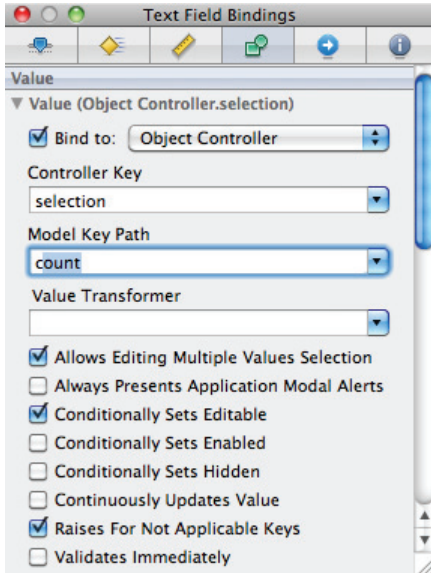 Text Field Bindings
Value
Value (Object Controller.selection)
Bind to: Object Controller
Controller Key
selection
Model Key Path
count
Value Transformer
Allows Editing Multiple Values Selection
Always Presents Application Modal Alerts
Conditionally Sets Editable
Conditionally Sets Enabled
Conditionally Sets Hidden
Continuously Updates Value
Raises For Not Applicable Keys
Validates Immediately